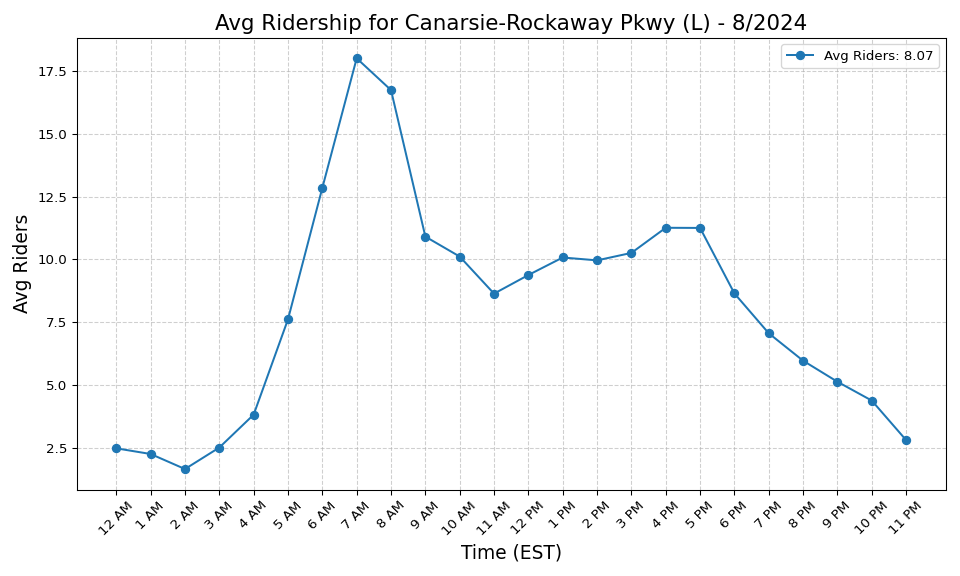 Avg Ridership for Canarsie-Rockaway Pkwy (L) - 8/2024
Avg Riders: 8.07
Avg Riders
17.5
15.0
12.5
10.0
7.5
5.0
2.5
12 AM
1 AM
2 AM
3 AM
4 AM
5 AM
6 AM
7 AM
8 AM
9 AM
10 AM
11 AM
12 PM
1 PM
2 PM
3 PM
4 PM
5 PM
6 PM
7 PM
8 PM
9 PM
10 PM
11 PM
Time (EST)